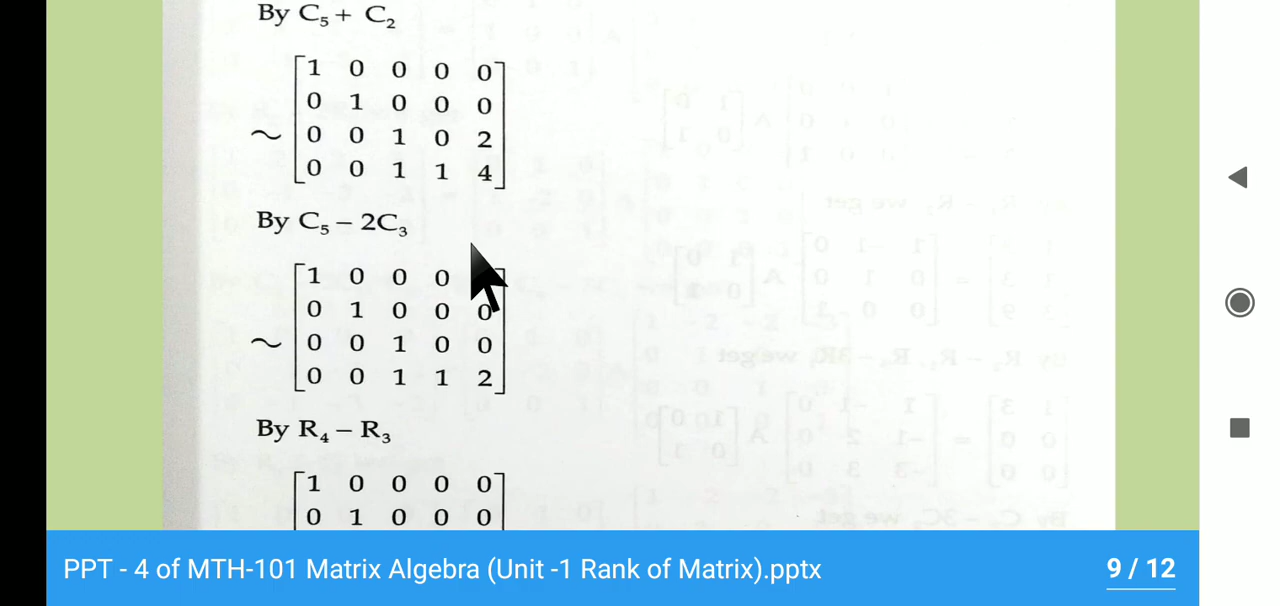 By C₅ + C₂
1 0 0 0 0
0 1 0 0 0
~ 0 0 1 0 2
0 0 1 1 4
By C₅ − 2C₃
1 0 0 0
0 1 0 0 0
~ 0 0 1 0 0
0 0 1 1 2
By R₄ − R₃
1 0 0 0 0
0 1 0 0 0
PPT - 4 of MTH-101 Matrix Algebra (Unit -1 Rank of Matrix).pptx
9 / 12